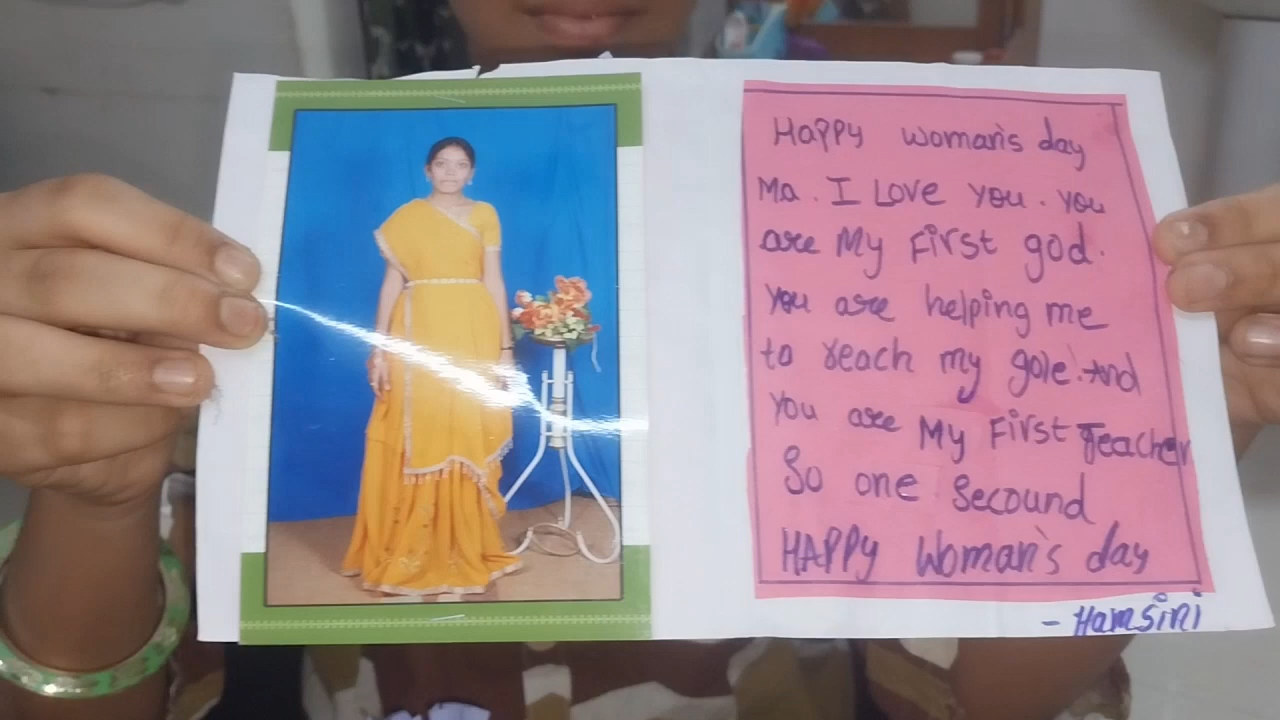 Happy woman's day
Ma. I Love you. you
are My First god.
you are helping me
to reach my gole. And
you are My First Teacher
So one Secound
HAPPy Woman's day
- Hamsini